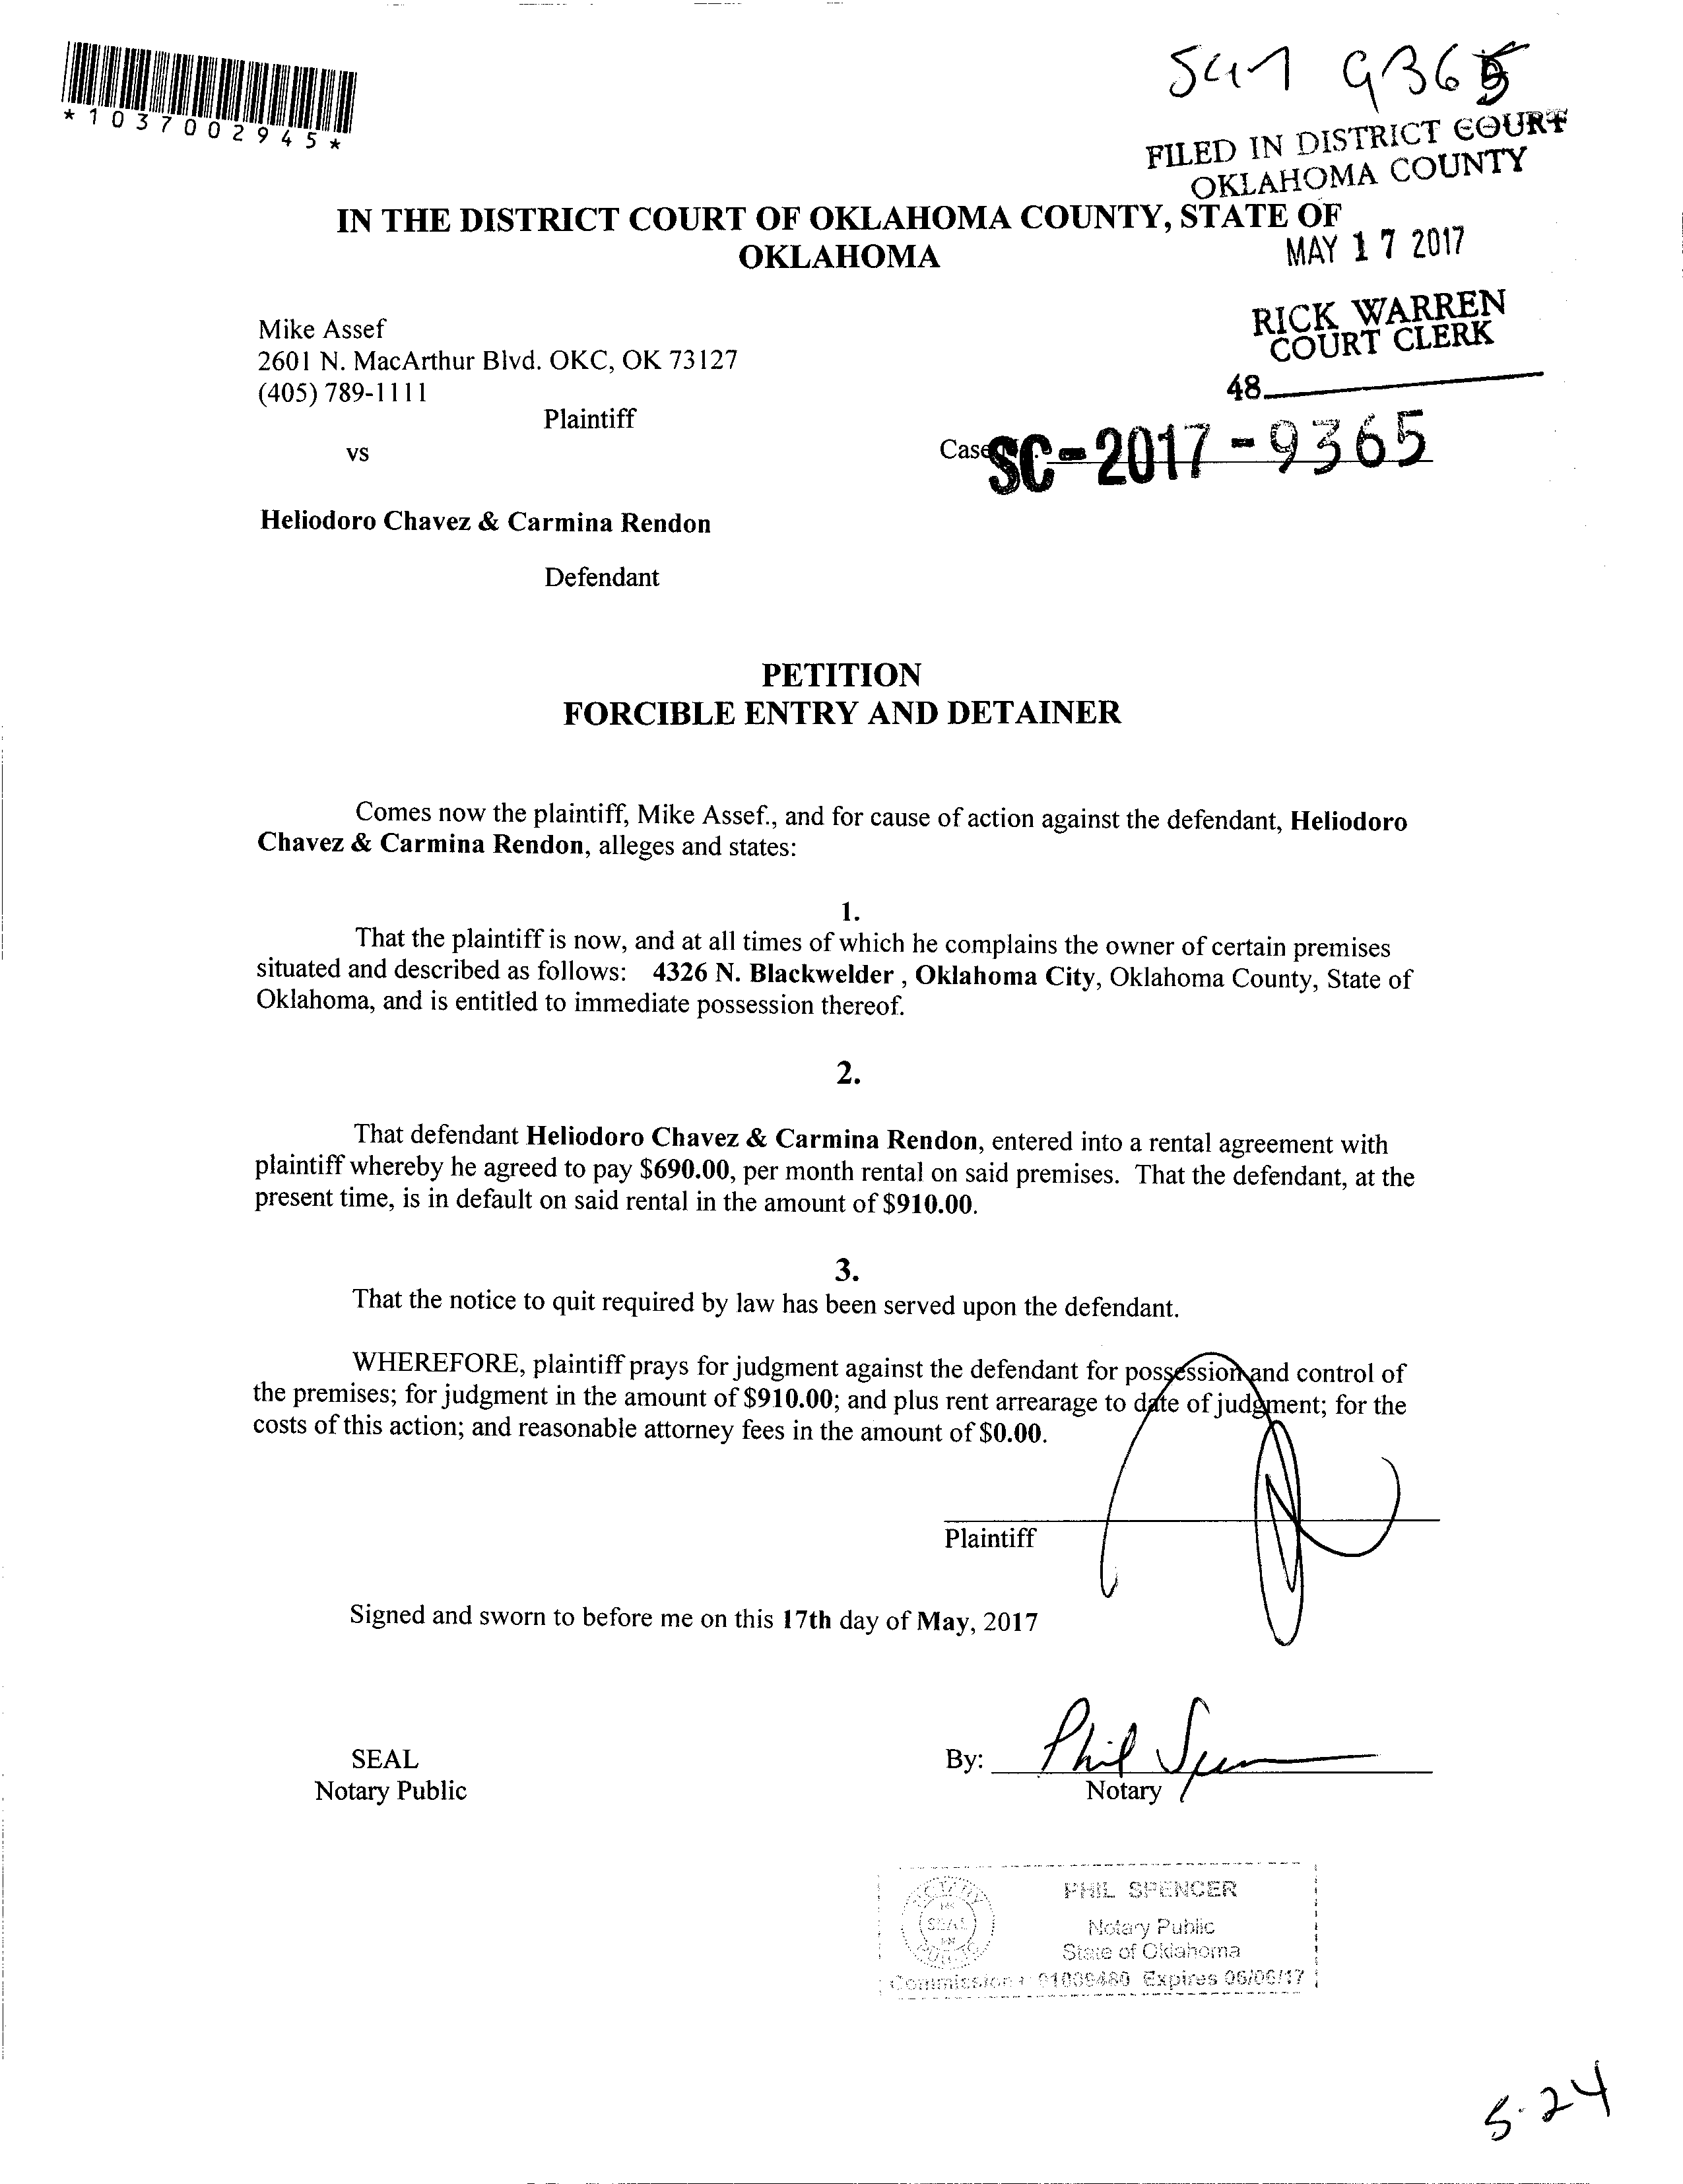 *1037002945*
9365
FILED IN DISTRICT COURT
OKLAHOMA COUNTY
IN THE DISTRICT COURT OF OKLAHOMA COUNTY, STATE OF
OKLAHOMA
MAY 17 2017
RICK WARREN
COURT CLERK
48
Mike Assef
2601 N. MacArthur Blvd. OKC, OK 73127
(405) 789-1111
Plaintiff
vs
Case SC-2017-9365
Heliodoro Chavez & Carmina Rendon
Defendant
PETITION
FORCIBLE ENTRY AND DETAINER
Comes now the plaintiff, Mike Assef., and for cause of action against the defendant, Heliodoro
Chavez & Carmina Rendon, alleges and states:
1.
That the plaintiff is now, and at all times of which he complains the owner of certain premises
situated and described as follows: 4326 N. Blackwelder , Oklahoma City, Oklahoma County, State of
Oklahoma, and is entitled to immediate possession thereof.
2.
That defendant Heliodoro Chavez & Carmina Rendon, entered into a rental agreement with
plaintiff whereby he agreed to pay $690.00, per month rental on said premises. That the defendant, at the
present time, is in default on said rental in the amount of $910.00.
3.
That the notice to quit required by law has been served upon the defendant.
WHEREFORE, plaintiff prays for judgment against the defendant for possession and control of
the premises; for judgment in the amount of $910.00; and plus rent arrearage to date of judgment; for the
costs of this action; and reasonable attorney fees in the amount of $0.00.
Plaintiff
Signed and sworn to before me on this 17th day of May, 2017
SEAL
Notary Public
By: Phil Spencer
Notary
NOTARY
SEAL
PUBLIC
PHIL SPENCER
Notary Public
State of Oklahoma
Commission # 01009480 Expires 06/06/17
5-24